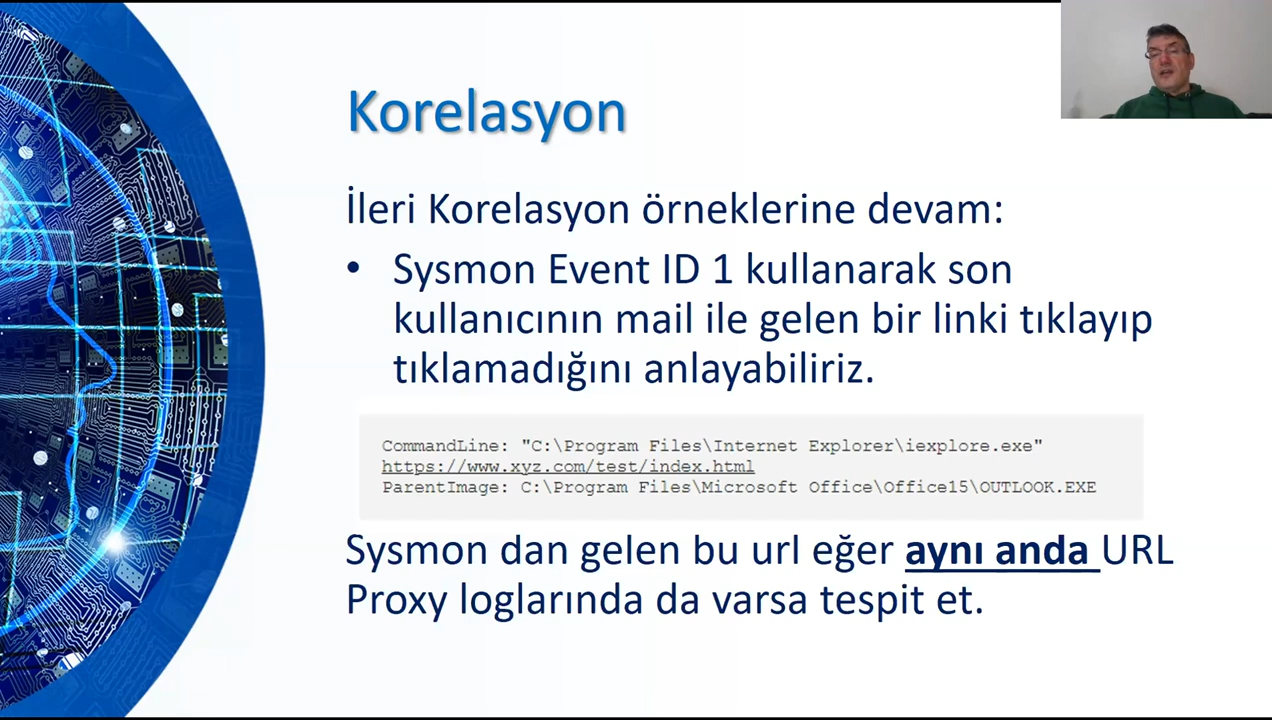 Korelasyon
İleri Korelasyon örneklerine devam:
• Sysmon Event ID 1 kullanarak son
kullanıcının mail ile gelen bir linki tıklayıp
tıklamadığını anlayabiliriz.
CommandLine: "C:\Program Files\Internet Explorer\iexplore.exe"
https://www.xyz.com/test/index.html
ParentImage: C:\Program Files\Microsoft Office\Office15\OUTLOOK.EXE
Sysmon dan gelen bu url eğer aynı anda URL
Proxy loglarında da varsa tespit et.